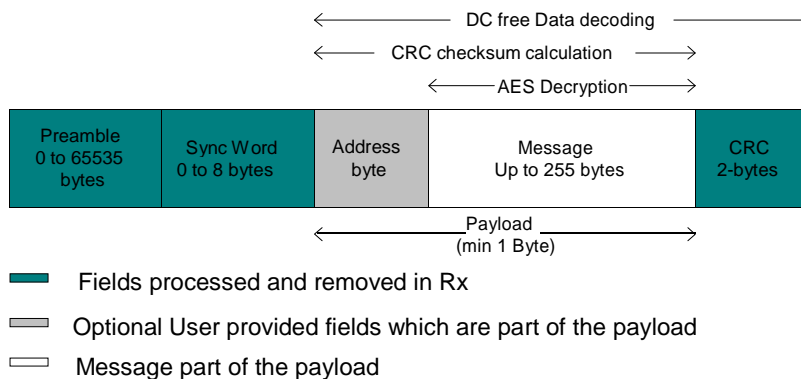 DC free Data decoding
CRC checksum calculation
AES Decryption
Preamble
0 to 65535
bytes
Sync Word
0 to 8 bytes
Address
byte
Message
Up to 255 bytes
CRC
2-bytes
Payload
(min 1 Byte)
Fields processed and removed in Rx
Optional User provided fields which are part of the payload
Message part of the payload